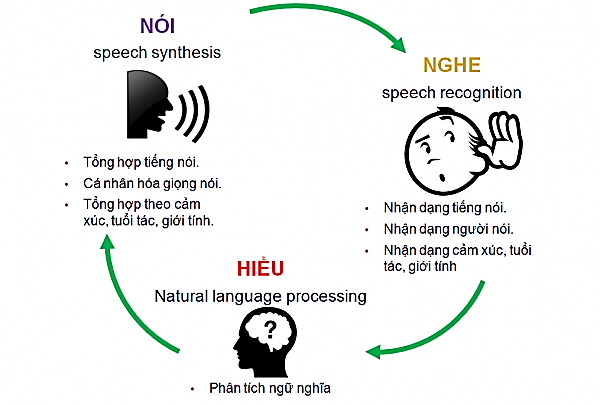 NÓI
speech synthesis
• Tổng hợp tiếng nói.
• Cá nhân hóa giọng nói.
• Tổng hợp theo cảm
xúc, tuổi tác, giới tính.
NGHE
speech recognition
• Nhận dạng tiếng nói.
• Nhận dạng người nói.
• Nhận dạng cảm xúc, tuổi
tác, giới tính
HIỂU
Natural language processing
?
• Phân tích ngữ nghĩa